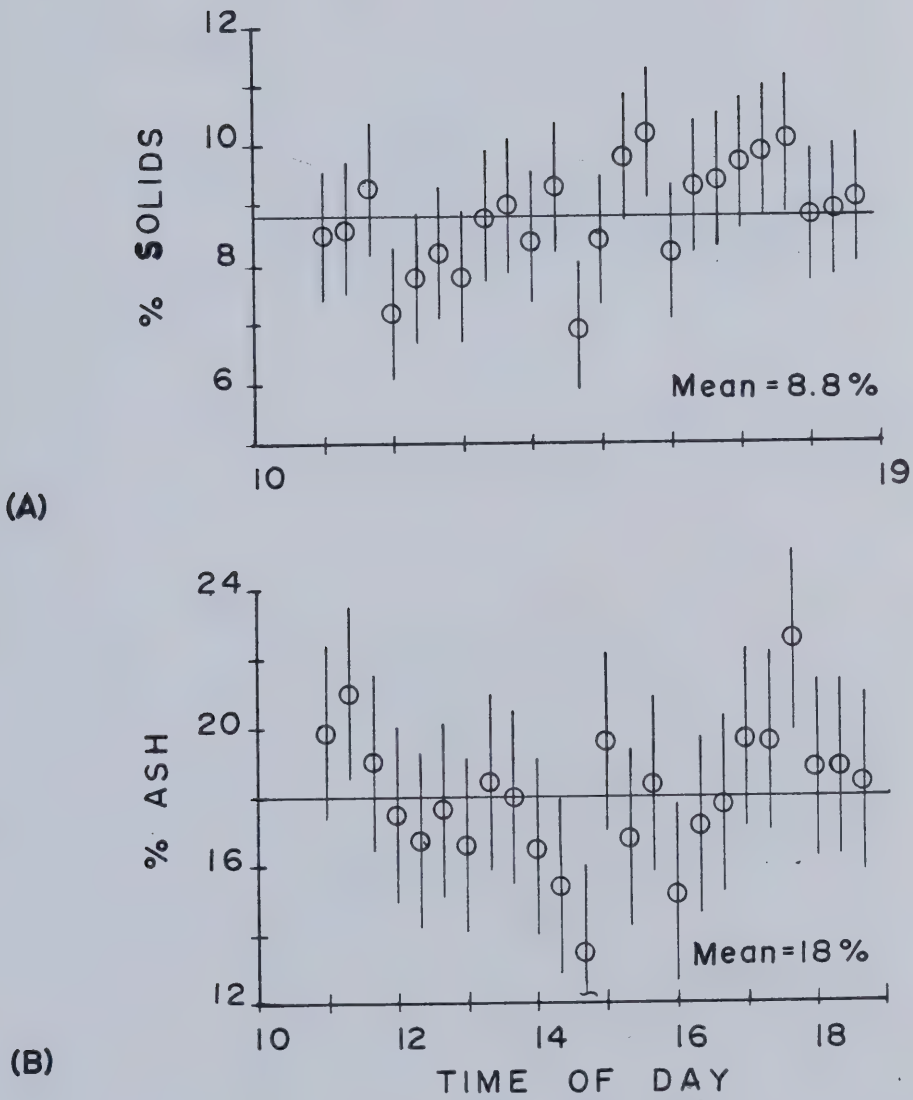 12
10
8
6
% SOLIDS
Mean = 8.8%
10 19
(A)
24
20
16
12
% ASH
Mean=18%
10 12 14 16 18
(B)
TIME OF DAY